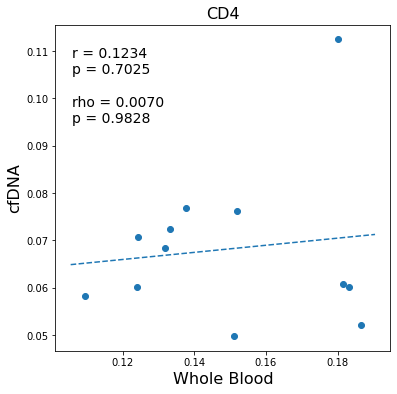 CD4
r = 0.1234
p = 0.7025
rho = 0.0070
p = 0.9828
cfDNA
0.11
0.10
0.09
0.08
0.07
0.06
0.05
0.12 0.14 0.16 0.18
Whole Blood